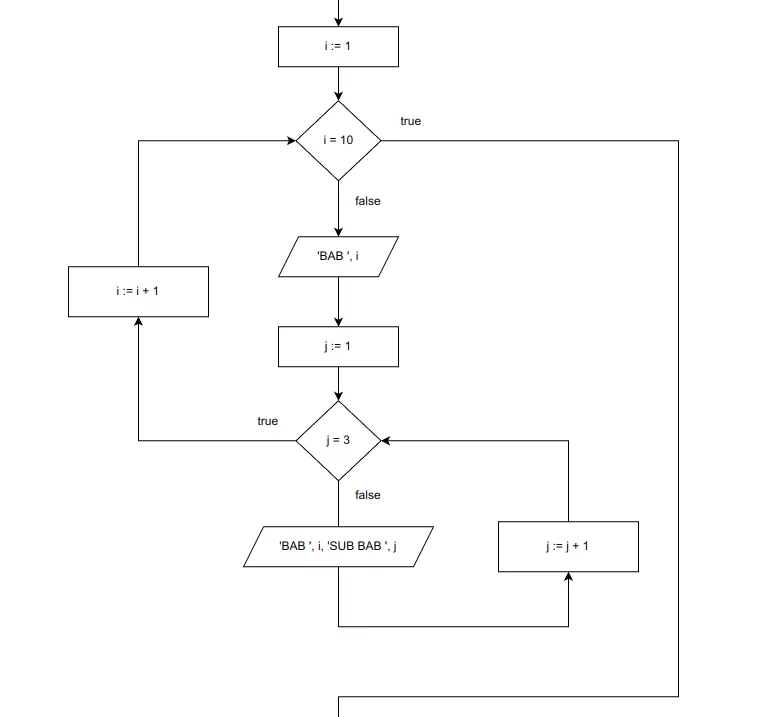 i := 1
true
i = 10
false
'BAB ', i
i := i + 1
j := 1
true
j = 3
false
'BAB ', i, 'SUB BAB ', j
j := j + 1